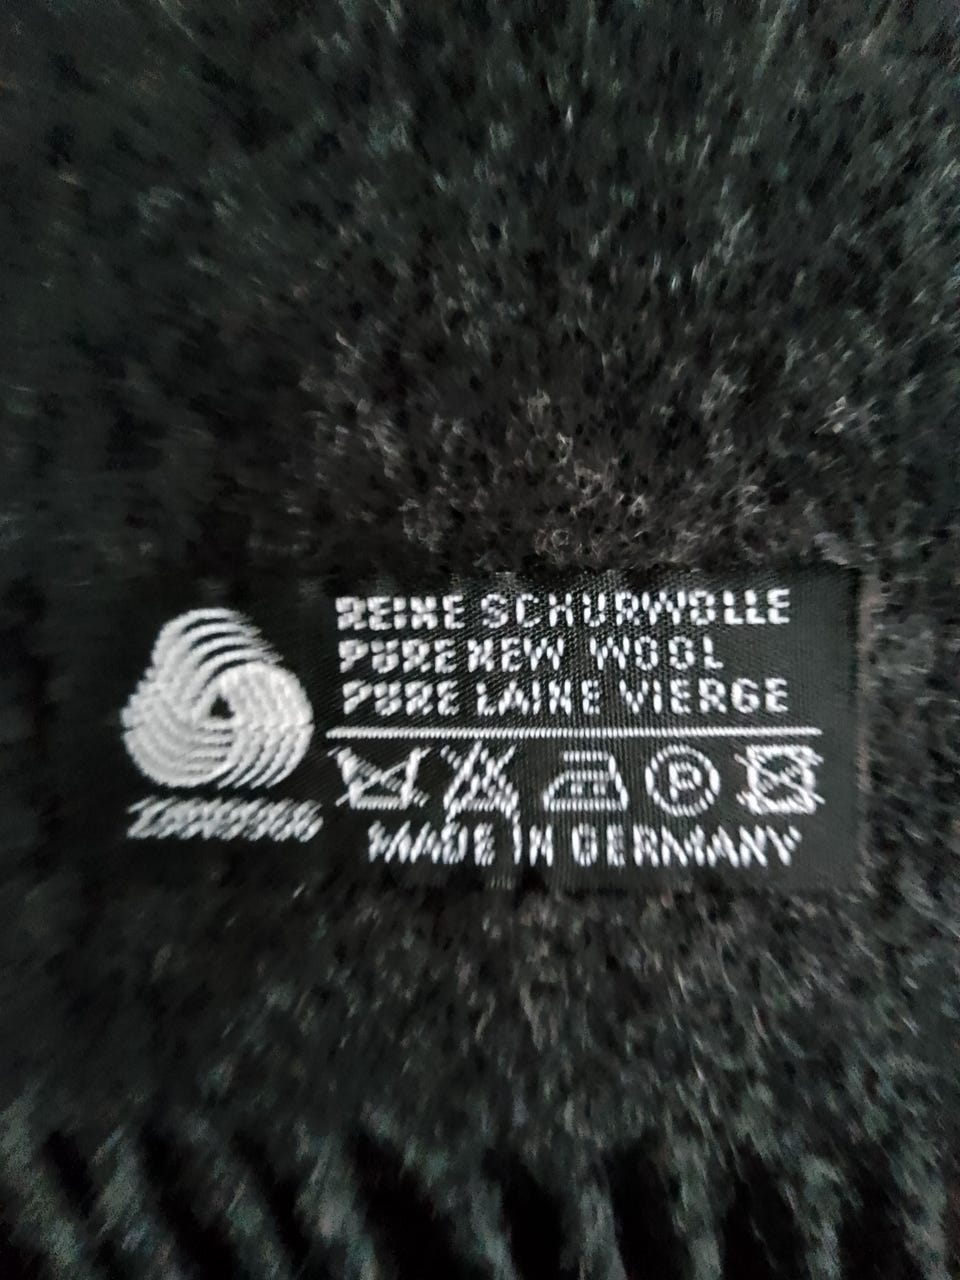 REINE SCHURWOLLE
PURE NEW WOOL
PURE LAINE VIERGE
P
MADE IN GERMANY